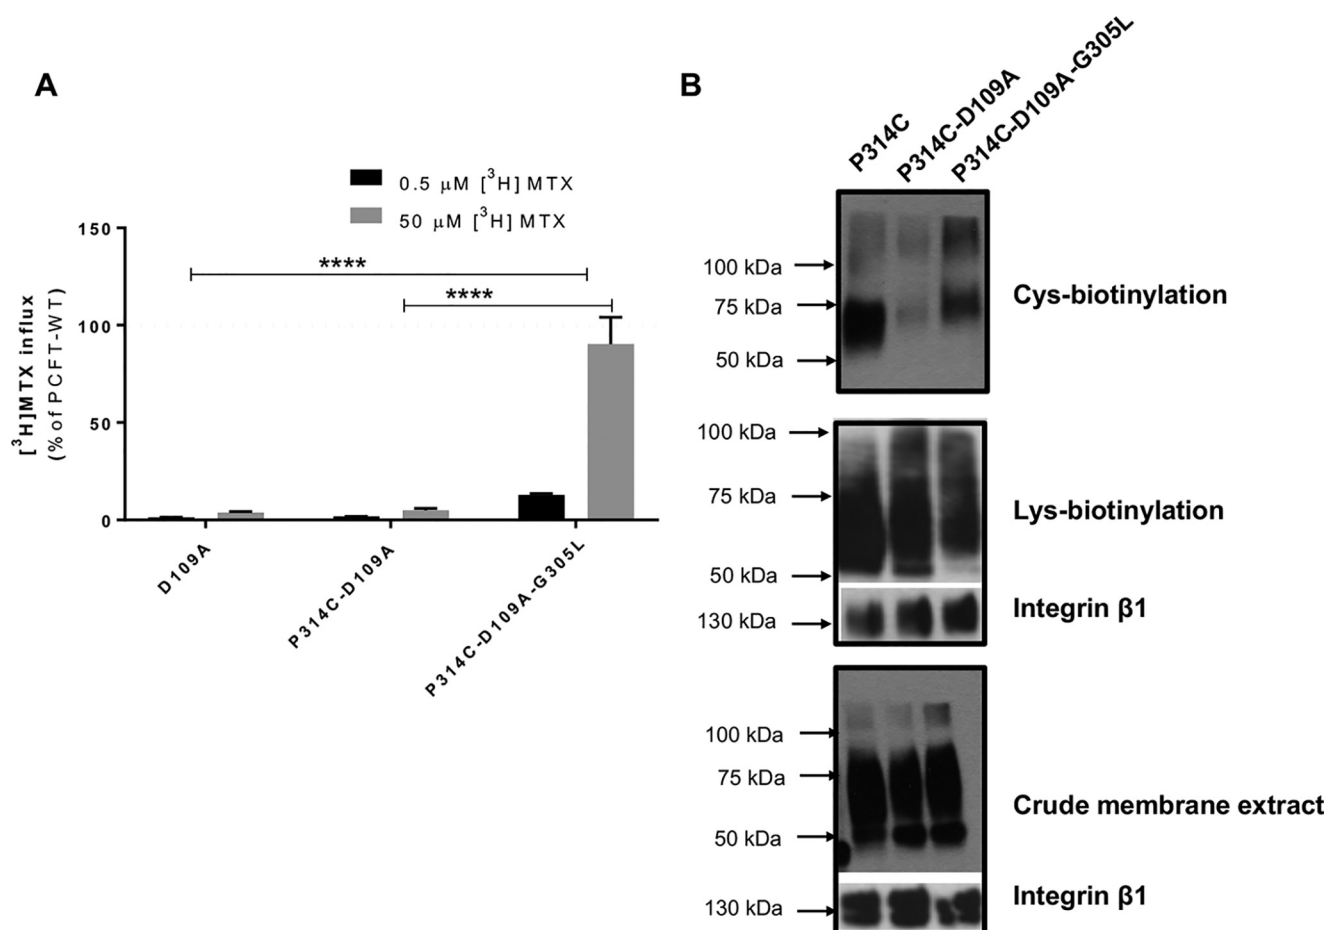 A
0.5 μM [³H] MTX
50 μM [³H] MTX
[³H]MTX influx
(% of PCFT-WT)
150
100
50
0
****
****
D109A
P314C-D109A
P314C-D109A-G305L
B
P314C
P314C-D109A
P314C-D109A-G305L
100 kDa
75 kDa
50 kDa
Cys-biotinylation
100 kDa
75 kDa
50 kDa
Lys-biotinylation
130 kDa
Integrin β1
100 kDa
75 kDa
50 kDa
Crude membrane extract
130 kDa
Integrin β1